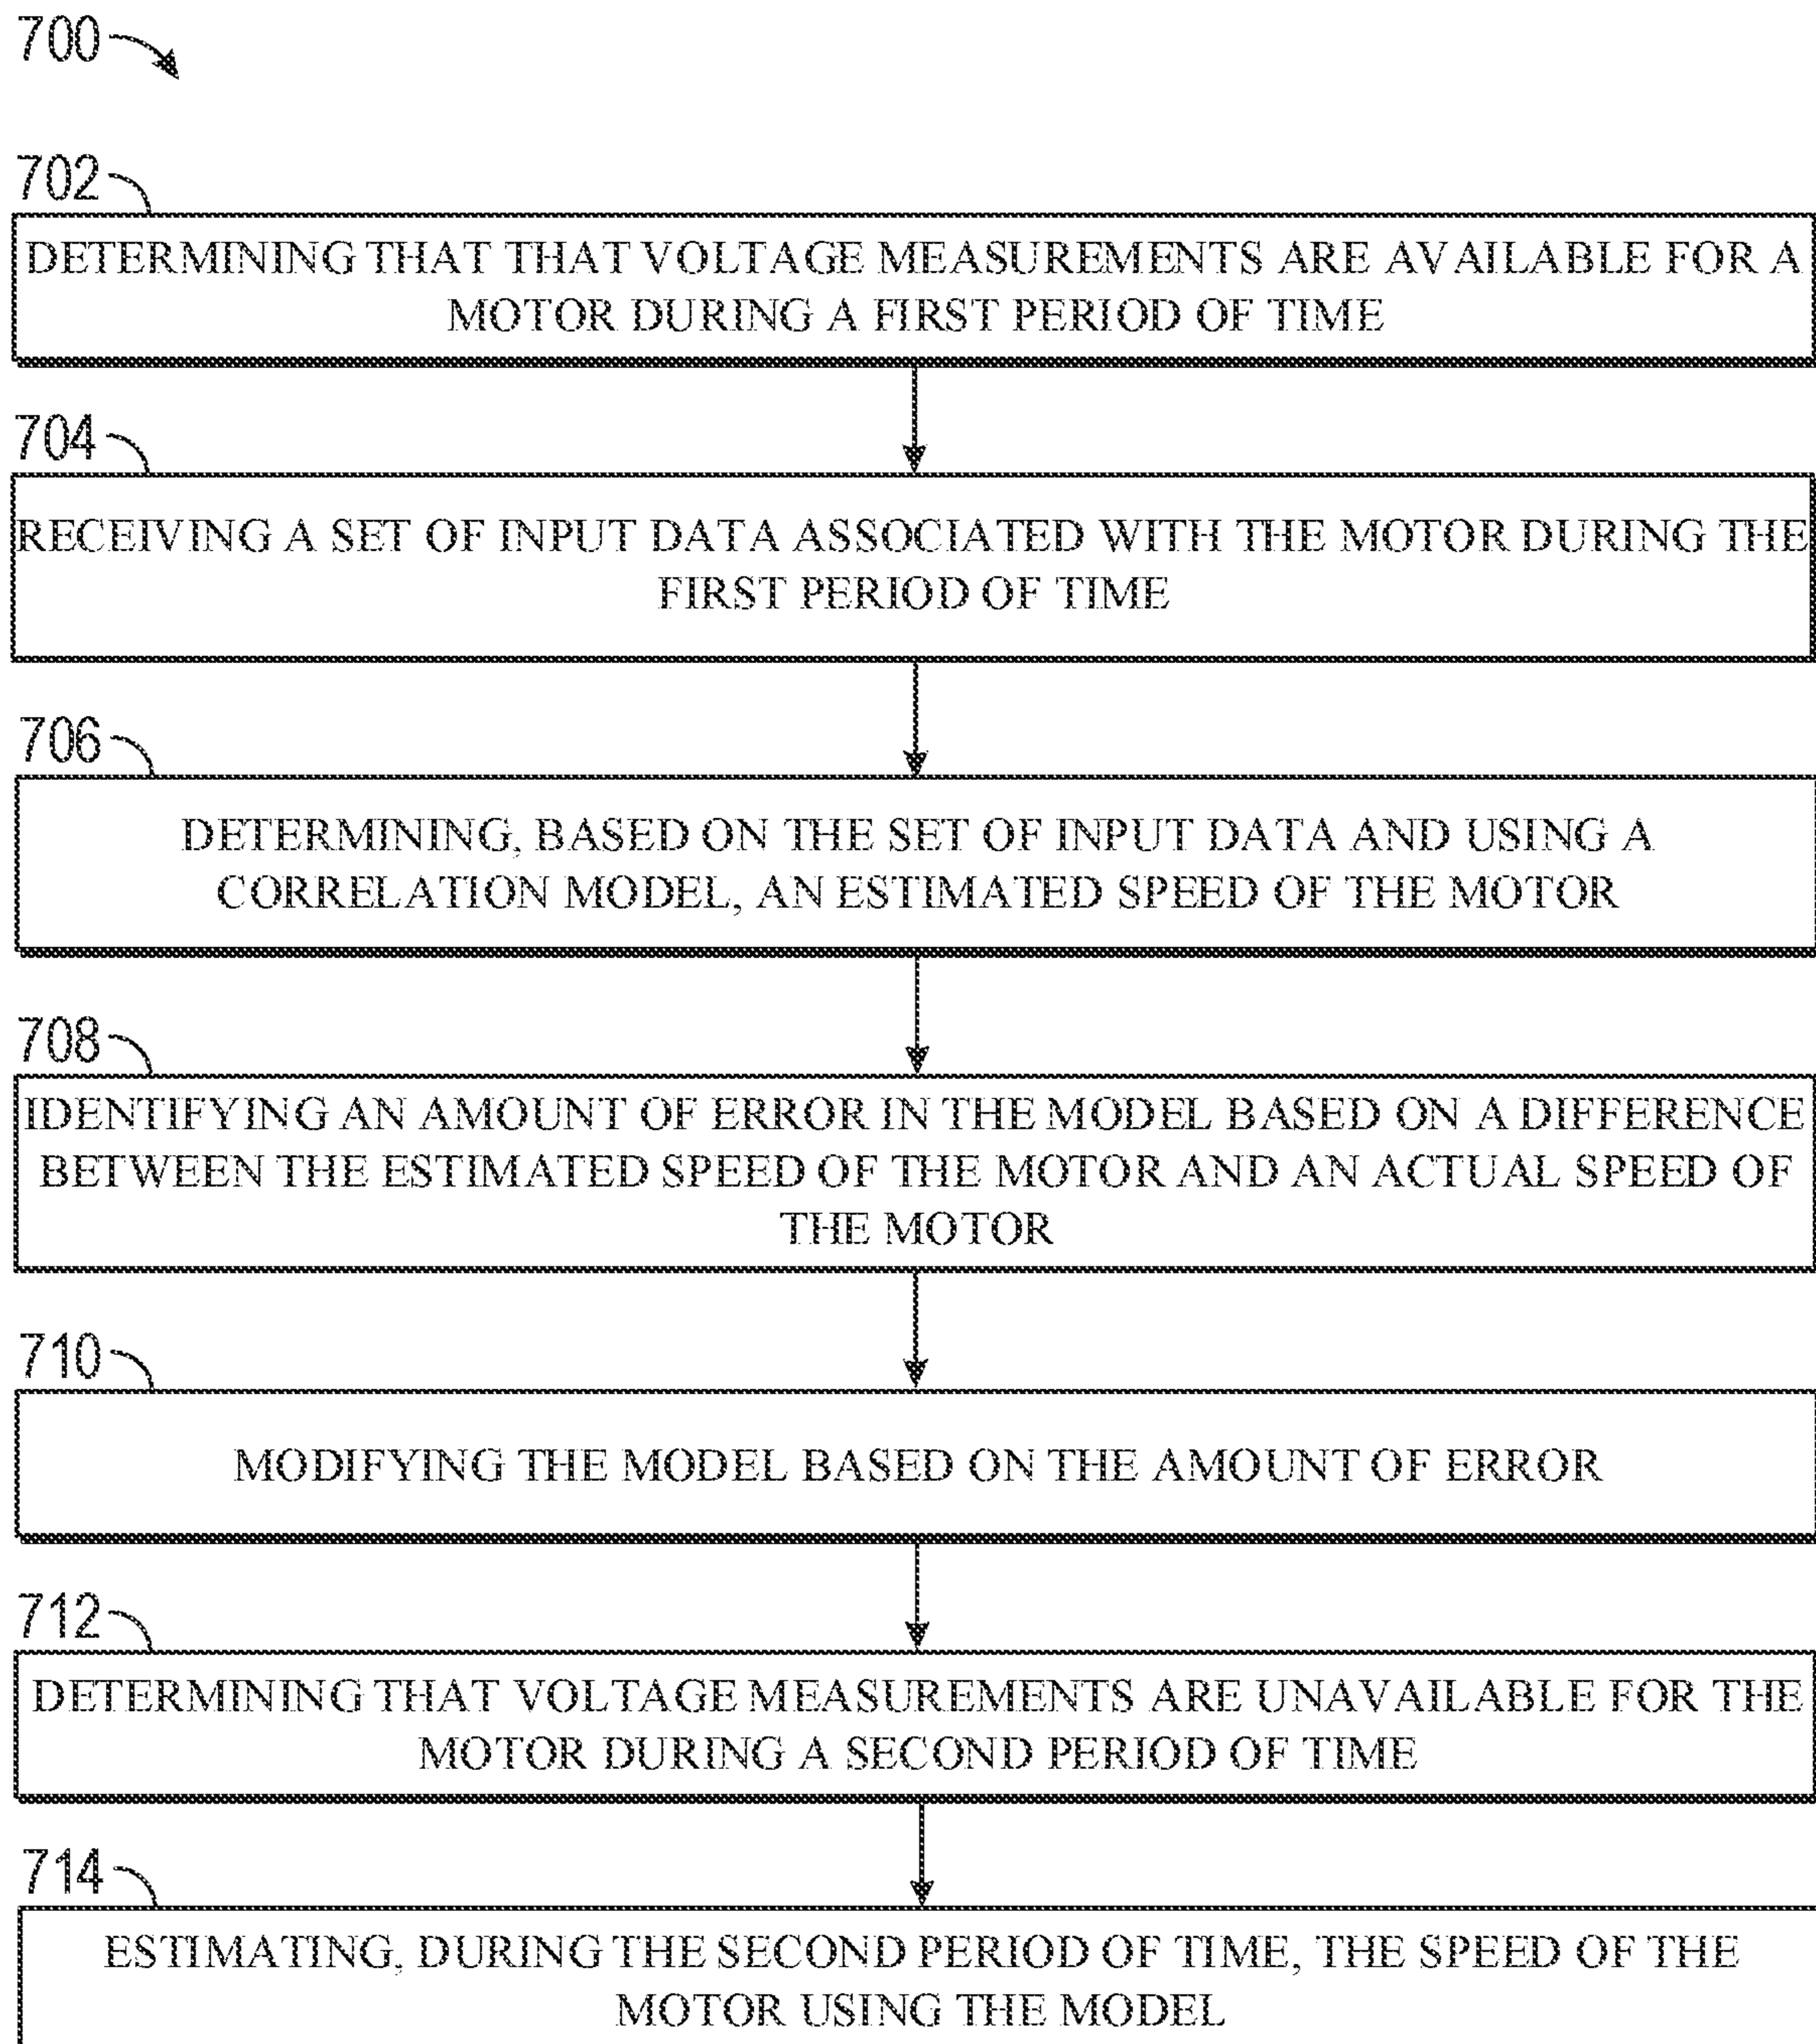 700
702
DETERMINING THAT THAT VOLTAGE MEASUREMENTS ARE AVAILABLE FOR A
MOTOR DURING A FIRST PERIOD OF TIME
704
RECEIVING A SET OF INPUT DATA ASSOCIATED WITH THE MOTOR DURING THE
FIRST PERIOD OF TIME
706
DETERMINING, BASED ON THE SET OF INPUT DATA AND USING A
CORRELATION MODEL, AN ESTIMATED SPEED OF THE MOTOR
708
IDENTIFYING AN AMOUNT OF ERROR IN THE MODEL BASED ON A DIFFERENCE
BETWEEN THE ESTIMATED SPEED OF THE MOTOR AND AN ACTUAL SPEED OF
THE MOTOR
710
MODIFYING THE MODEL BASED ON THE AMOUNT OF ERROR
712
DETERMINING THAT VOLTAGE MEASUREMENTS ARE UNAVAILABLE FOR THE
MOTOR DURING A SECOND PERIOD OF TIME
714
ESTIMATING, DURING THE SECOND PERIOD OF TIME, THE SPEED OF THE
MOTOR USING THE MODEL